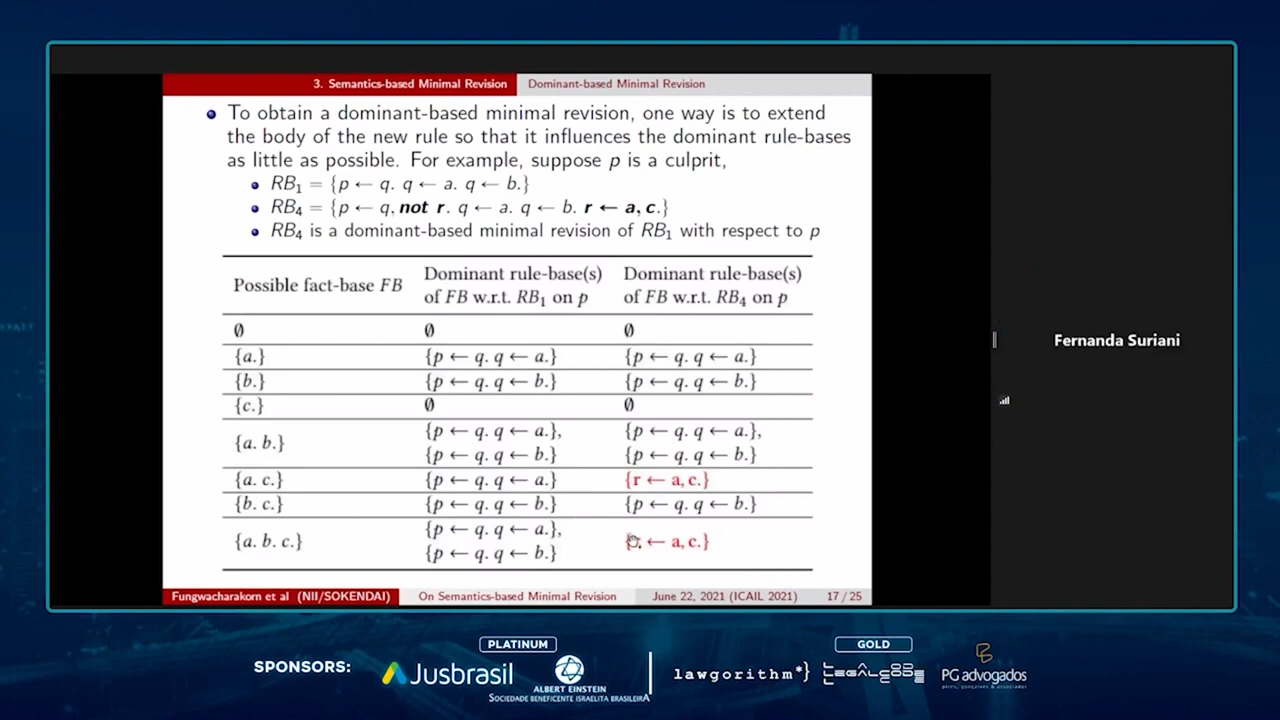 3. Semantics-based Minimal Revision Dominant-based Minimal Revision
To obtain a dominant-based minimal revision, one way is to extend
the body of the new rule so that it influences the dominant rule-bases
as little as possible. For example, suppose p is a culprit,
RB₁ = {p ← q. q ← a. q ← b.}
RB₄ = {p ← q, not r. q ← a. q ← b. r ← a, c.}
RB₄ is a dominant-based minimal revision of RB₁ with respect to p
Possible fact-base FB
Dominant rule-base(s)
of FB w.r.t. RB₁ on p
Dominant rule-base(s)
of FB w.r.t. RB₄ on p
∅ ∅ ∅
{a.} {p ← q. q ← a.} {p ← q. q ← a.}
{b.} {p ← q. q ← b.} {p ← q. q ← b.}
{c.} ∅ ∅
{a. b.}
{p ← q. q ← a.},
{p ← q. q ← b.}
{p ← q. q ← a.},
{p ← q. q ← b.}
{a. c.} {p ← q. q ← a.} {r ← a, c.}
{b. c.} {p ← q. q ← b.} {p ← q. q ← b.}
{a. b. c.}
{p ← q. q ← a.},
{p ← q. q ← b.}
← a, c.}
Fungwacharakorn et al (NII/SOKENDAI) On Semantics-based Minimal Revision June 22, 2021 (ICAIL 2021) 17 / 25
Fernanda Suriani
SPONSORS:
PLATINUM
Jusbrasil
ALBERT EINSTEIN
SOCIEDADE BENEFICENTE ISRAELITA BRASILEIRA
GOLD
lawgorithm*}
LEGALCODE
PG advogados